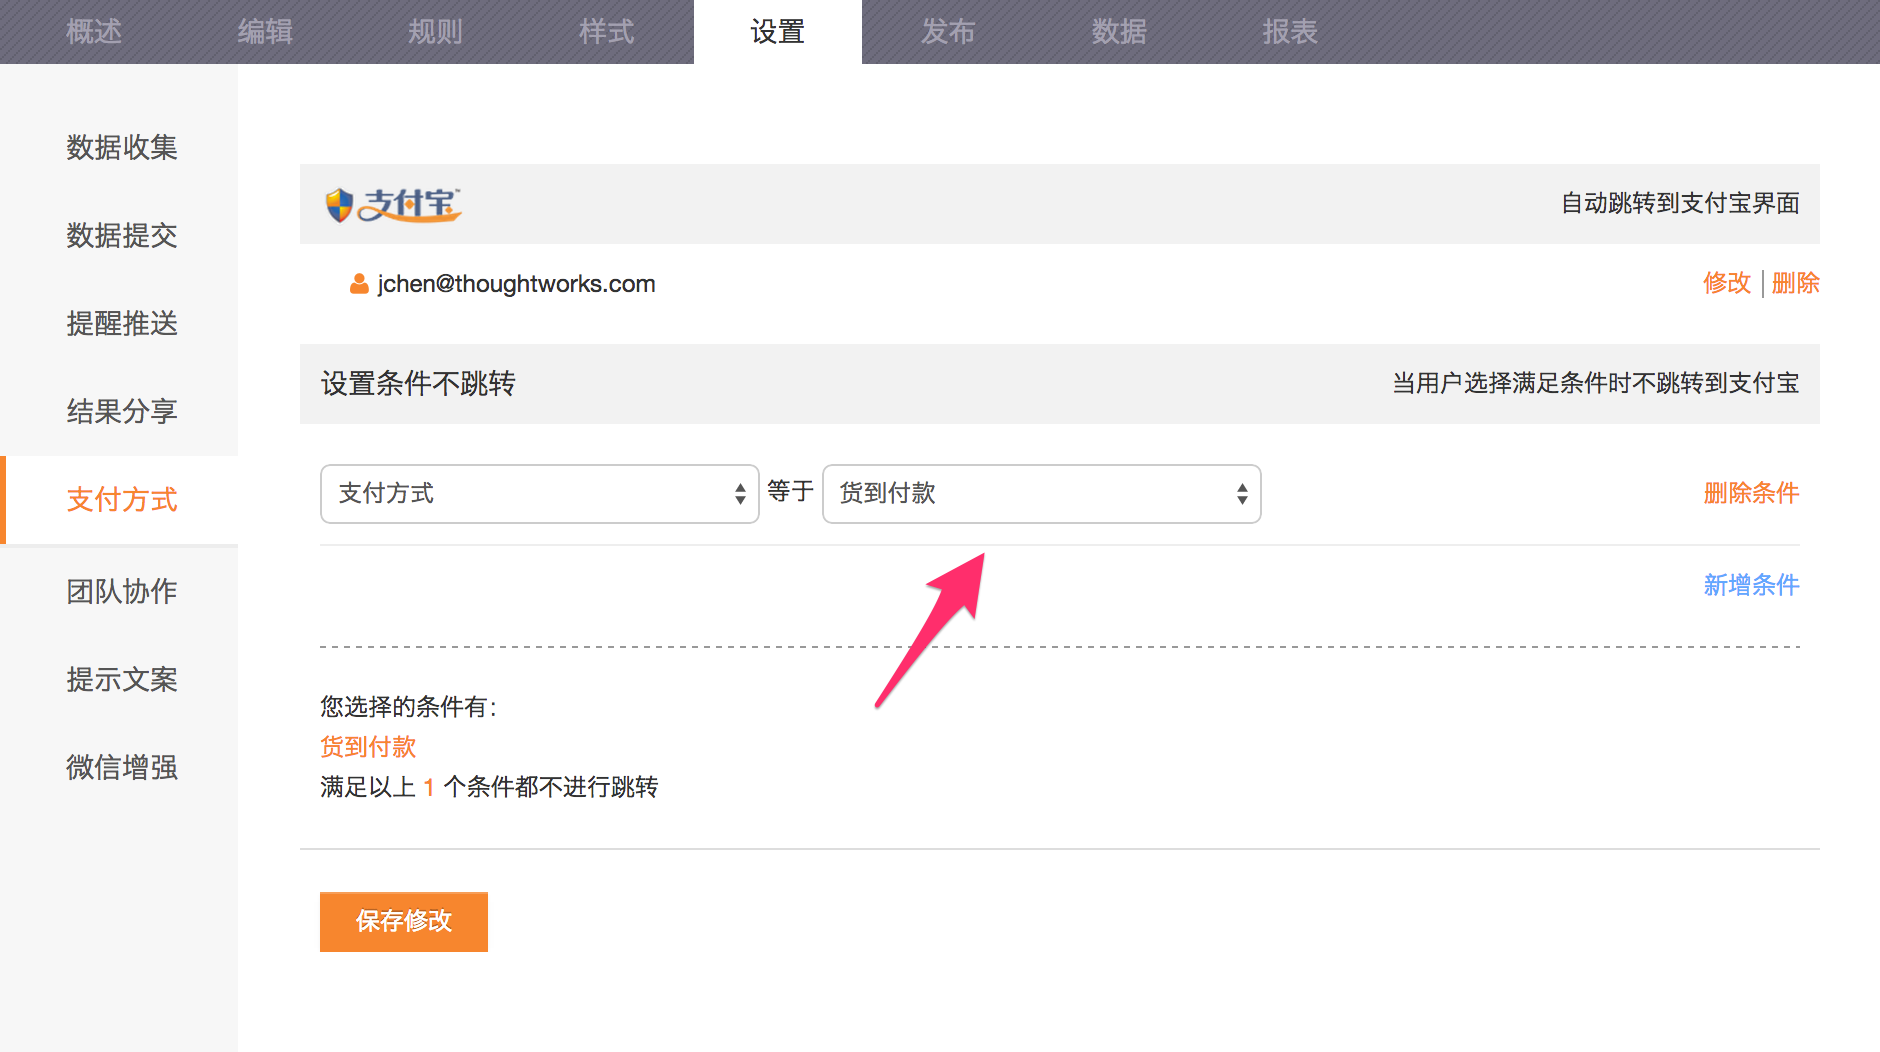 概述 编辑 规则 样式 设置 发布 数据 报表
数据收集
数据提交
提醒推送
结果分享
支付方式
团队协作
提示文案
微信增强
支付宝™ 自动跳转到支付宝界面
jchen@thoughtworks.com 修改 | 删除
设置条件不跳转 当用户选择满足条件时不跳转到支付宝
支付方式 等于 货到付款 删除条件
新增条件
您选择的条件有：
货到付款
满足以上 1 个条件都不进行跳转
保存修改